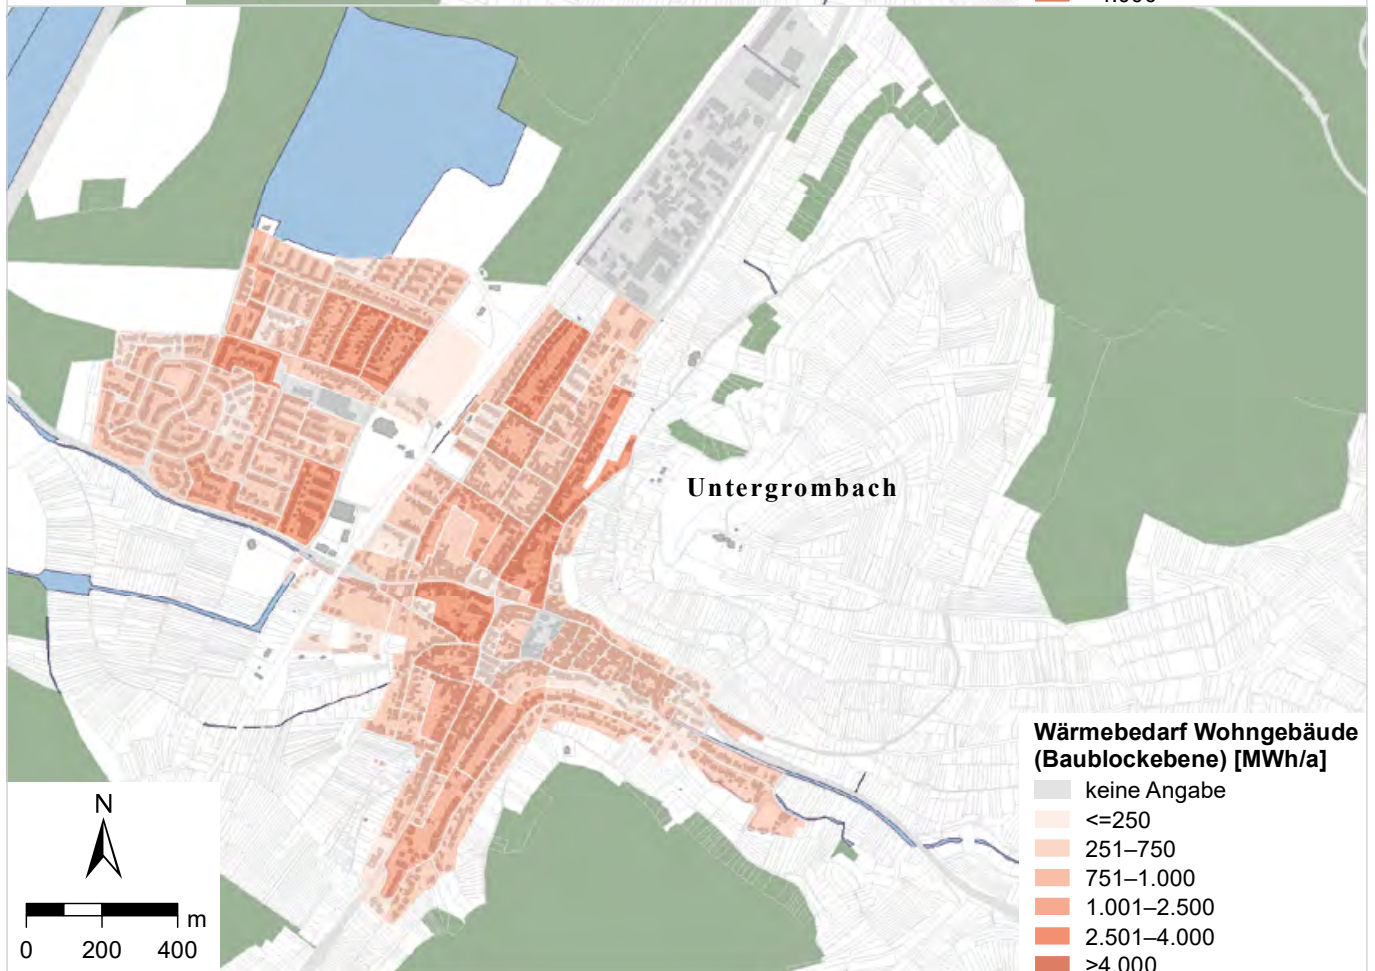 Untergrombach
Wärmebedarf Wohngebäude
(Baublockebene) [MWh/a]
keine Angabe
<=250
251–750
751–1.000
1.001–2.500
2.501–4.000
>4.000
N
m
0 200 400